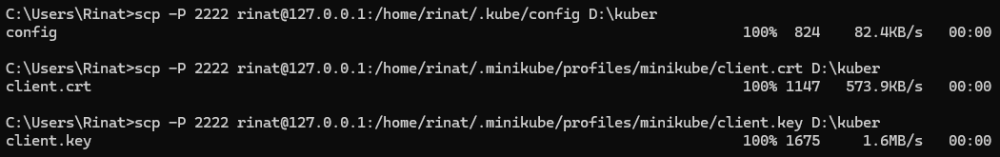 C:\Users\Rinat>scp -P 2222 rinat@127.0.0.1:/home/rinat/.kube/config D:\kuber
config 100% 824 82.4KB/s 00:00
C:\Users\Rinat>scp -P 2222 rinat@127.0.0.1:/home/rinat/.minikube/profiles/minikube/client.crt D:\kuber
client.crt 100% 1147 573.9KB/s 00:00
C:\Users\Rinat>scp -P 2222 rinat@127.0.0.1:/home/rinat/.minikube/profiles/minikube/client.key D:\kuber
client.key 100% 1675 1.6MB/s 00:00